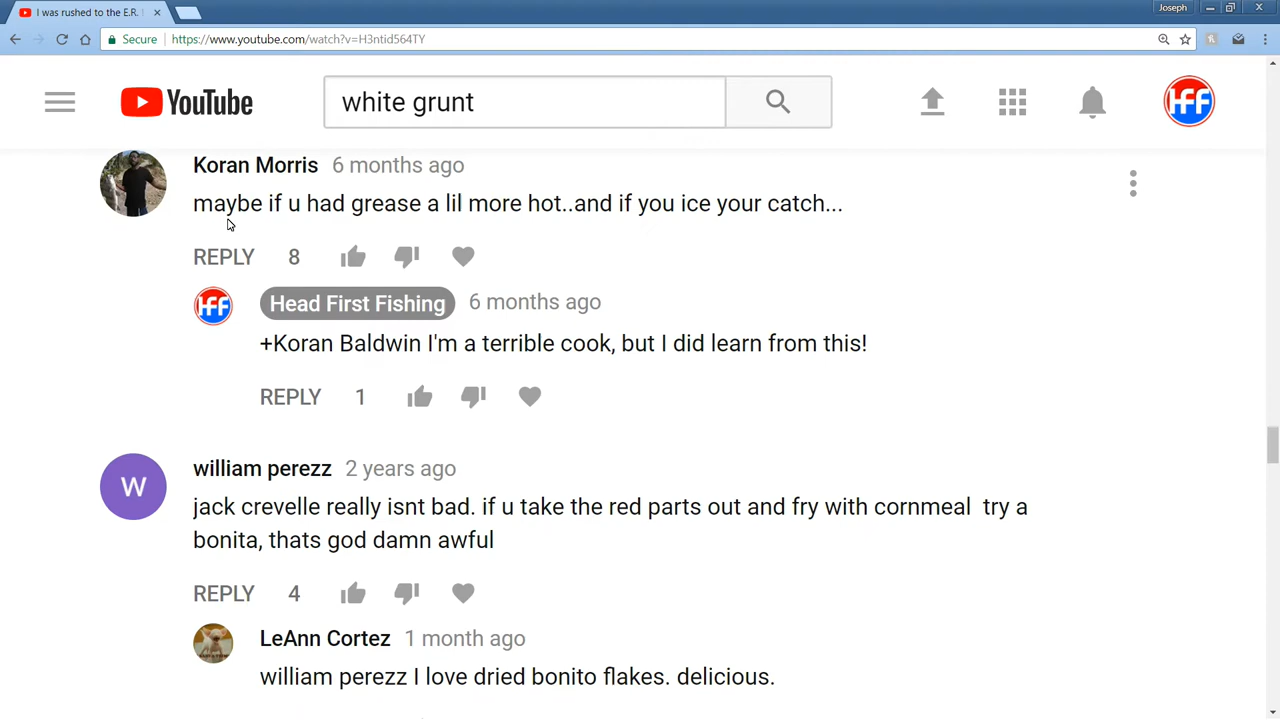 I was rushed to the E.R.
Joseph
Secure
https://www.youtube.com/watch?v=H3ntid564TY
YouTube
white grunt
HFF
Koran Morris 6 months ago
maybe if u had grease a lil more hot..and if you ice your catch...
REPLY 8
HFF
Head First Fishing 6 months ago
+Koran Baldwin I'm a terrible cook, but I did learn from this!
REPLY 1
W
william perezz 2 years ago
jack crevelle really isnt bad. if u take the red parts out and fry with cornmeal  try a
bonita, thats god damn awful
REPLY 4
LeAnn Cortez 1 month ago
william perezz I love dried bonito flakes. delicious.